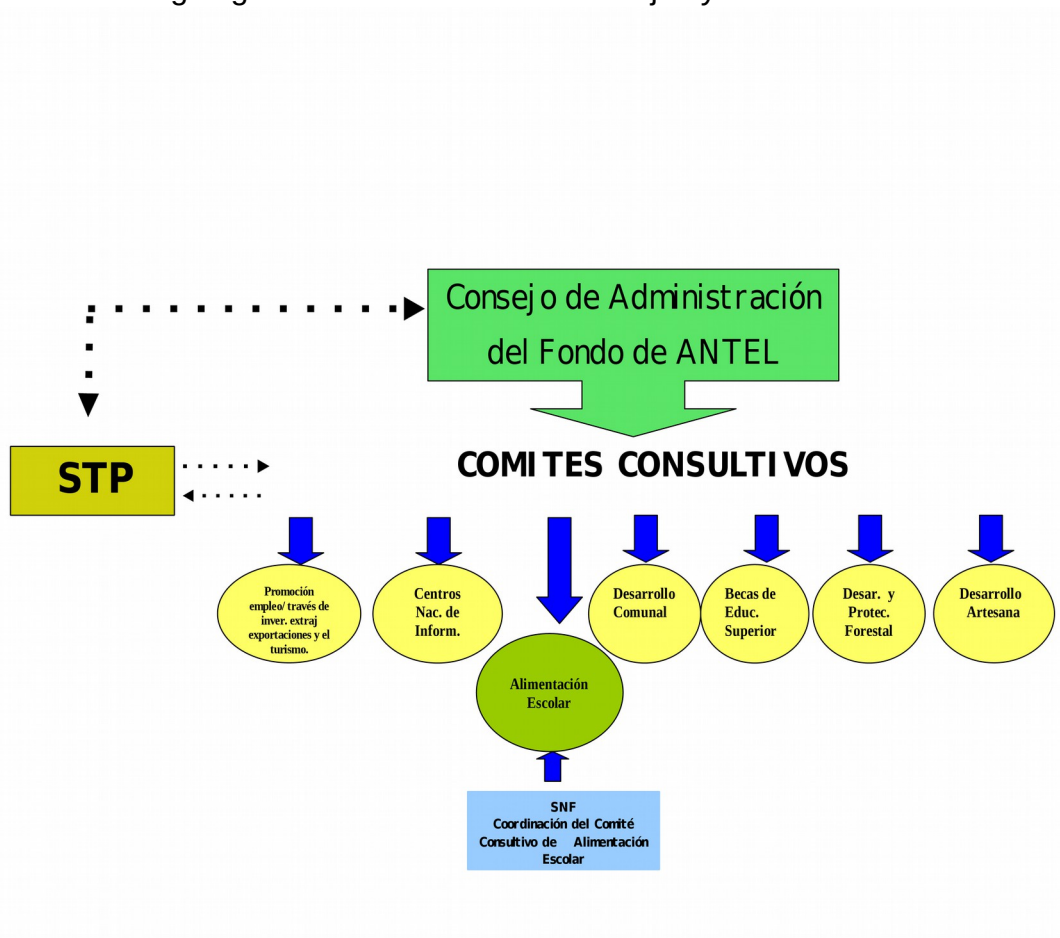 Consejo de Administración
del Fondo de ANTEL
STP
COMITES CONSULTIVOS
Promoción
empleo/ través de
inver. extraj
exportaciones y el
turismo.
Centros
Nac. de
Inform.
Desarrollo
Comunal
Becas de
Educ.
Superior
Desar. y
Protec.
Forestal
Desarrollo
Artesana
Alimentación
Escolar
SNF
Coordinación del Comité
Consultivo de Alimentación
Escolar